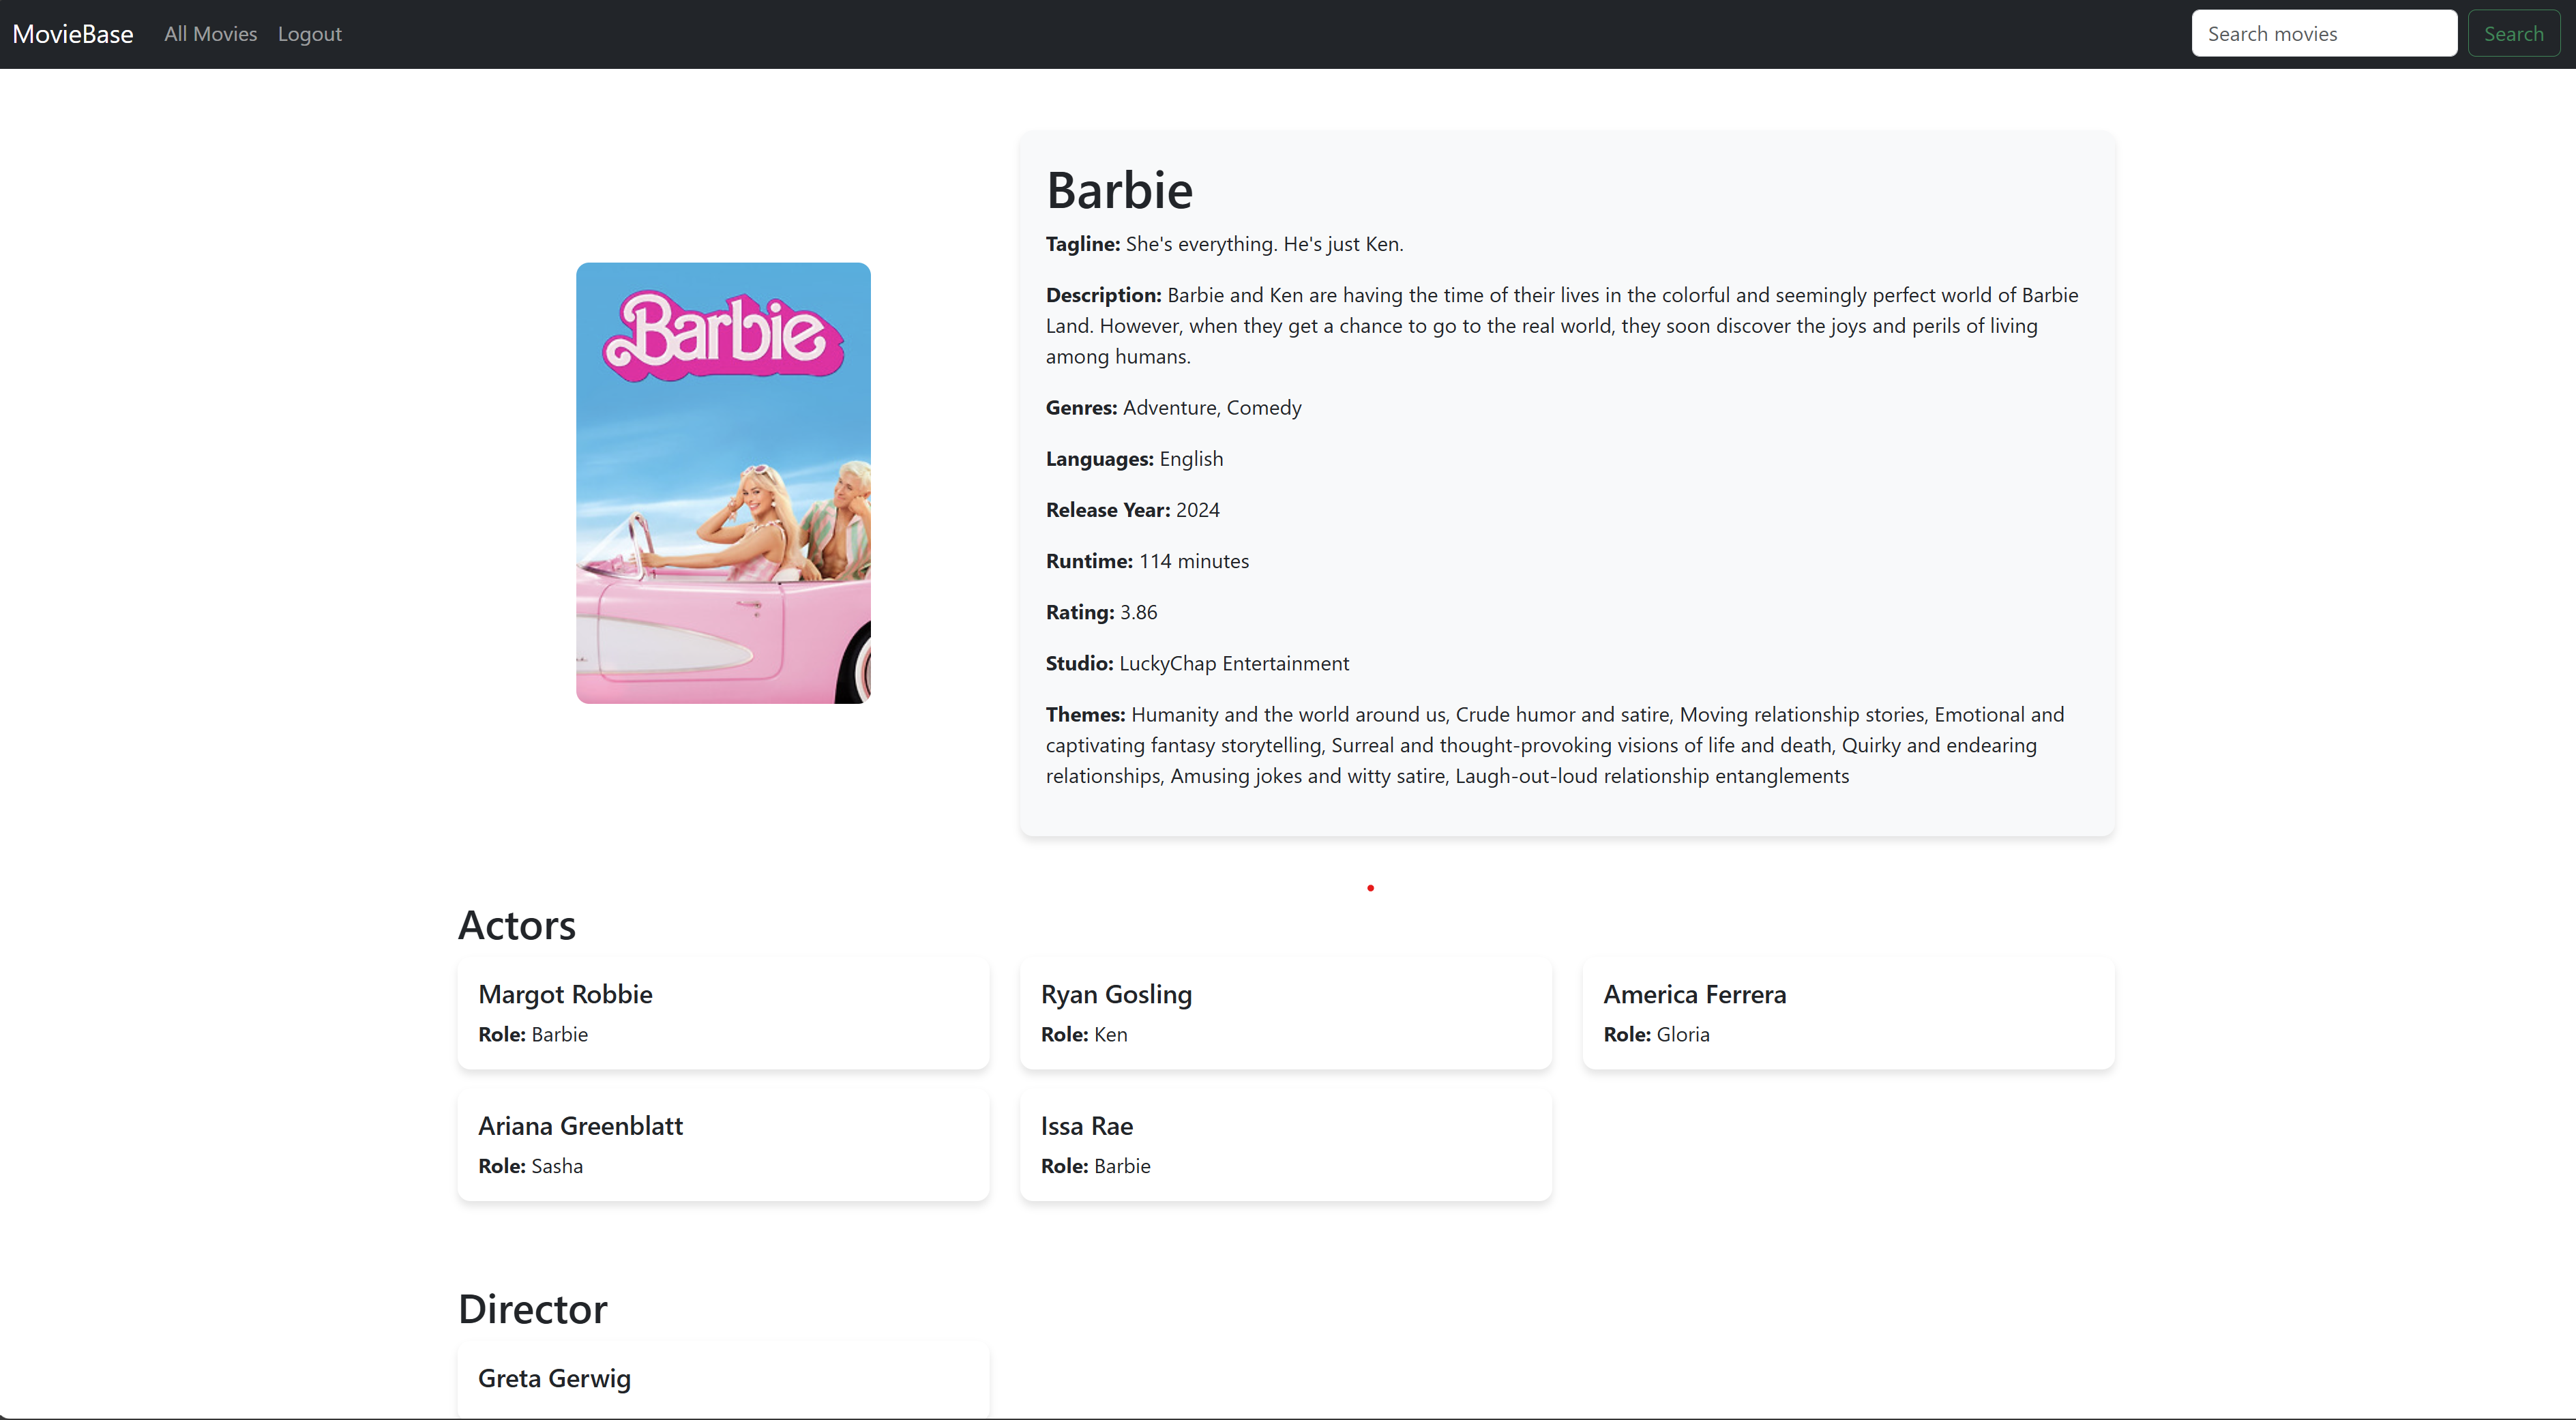 MovieBase All Movies Logout Search movies Search
Barbie
Barbie
Tagline: She's everything. He's just Ken.
Description: Barbie and Ken are having the time of their lives in the colorful and seemingly perfect world of Barbie
Land. However, when they get a chance to go to the real world, they soon discover the joys and perils of living
among humans.
Genres: Adventure, Comedy
Languages: English
Release Year: 2024
Runtime: 114 minutes
Rating: 3.86
Studio: LuckyChap Entertainment
Themes: Humanity and the world around us, Crude humor and satire, Moving relationship stories, Emotional and
captivating fantasy storytelling, Surreal and thought-provoking visions of life and death, Quirky and endearing
relationships, Amusing jokes and witty satire, Laugh-out-loud relationship entanglements
Actors
Margot Robbie
Role: Barbie
Ryan Gosling
Role: Ken
America Ferrera
Role: Gloria
Ariana Greenblatt
Role: Sasha
Issa Rae
Role: Barbie
Director
Greta Gerwig